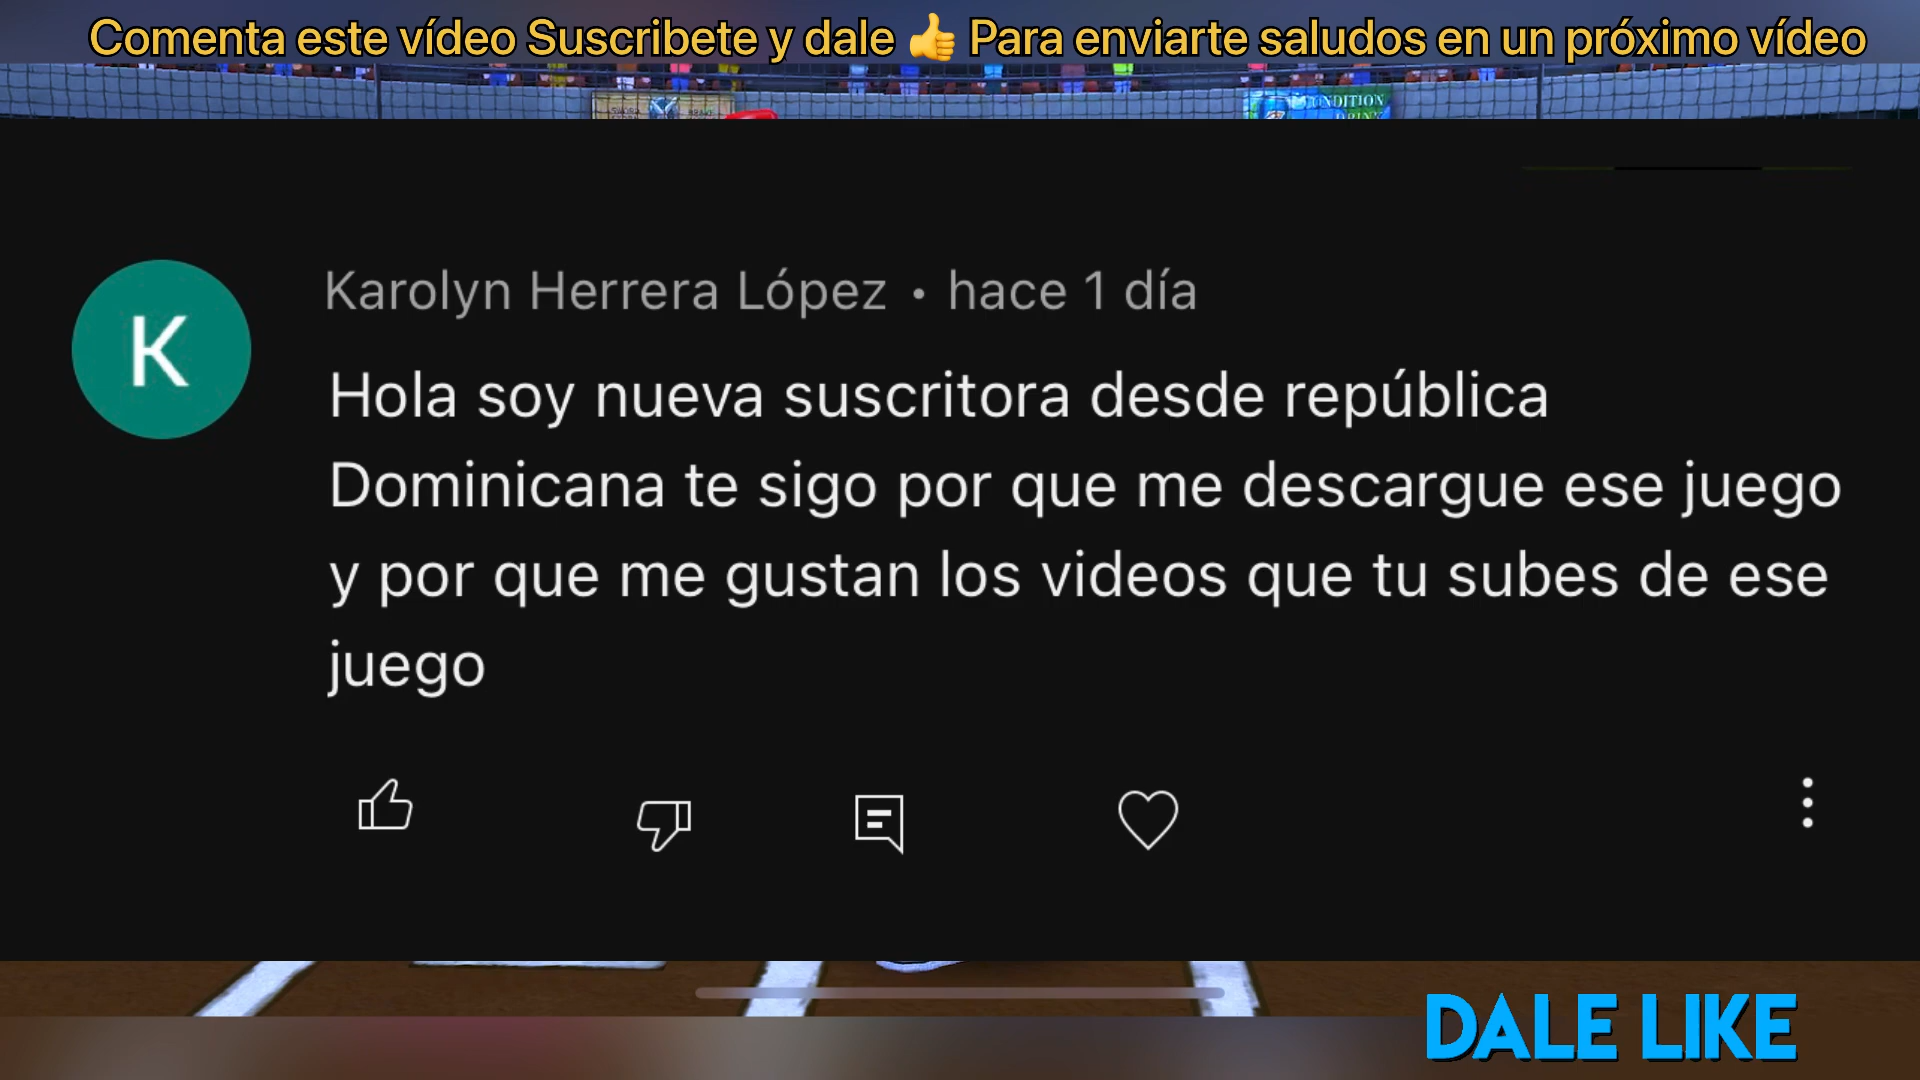 Comenta este vídeo Suscribete y dale 👍 Para enviarte saludos en un próximo vídeo
CONDITION
K
Karolyn Herrera López • hace 1 día
Hola soy nueva suscritora desde república
Dominicana te sigo por que me descargue ese juego
y por que me gustan los videos que tu subes de ese
juego
DALE LIKE